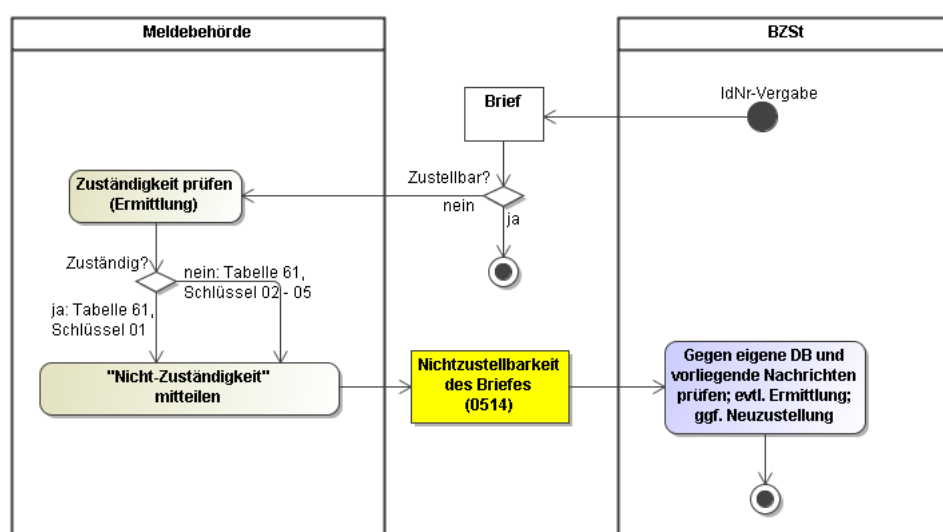 Meldebehörde
BZSt
IdNr-Vergabe
Brief
Zustellbar?
nein
ja
Zuständigkeit prüfen
(Ermittlung)
Zuständig?
nein: Tabelle 61,
Schlüssel 02 - 05
ja: Tabelle 61,
Schlüssel 01
"Nicht-Zuständigkeit"
mitteilen
Nichtzustellbarkeit
des Briefes
(0514)
Gegen eigene DB und
vorliegende Nachrichten
prüfen; evtl. Ermittlung;
ggf. Neuzustellung